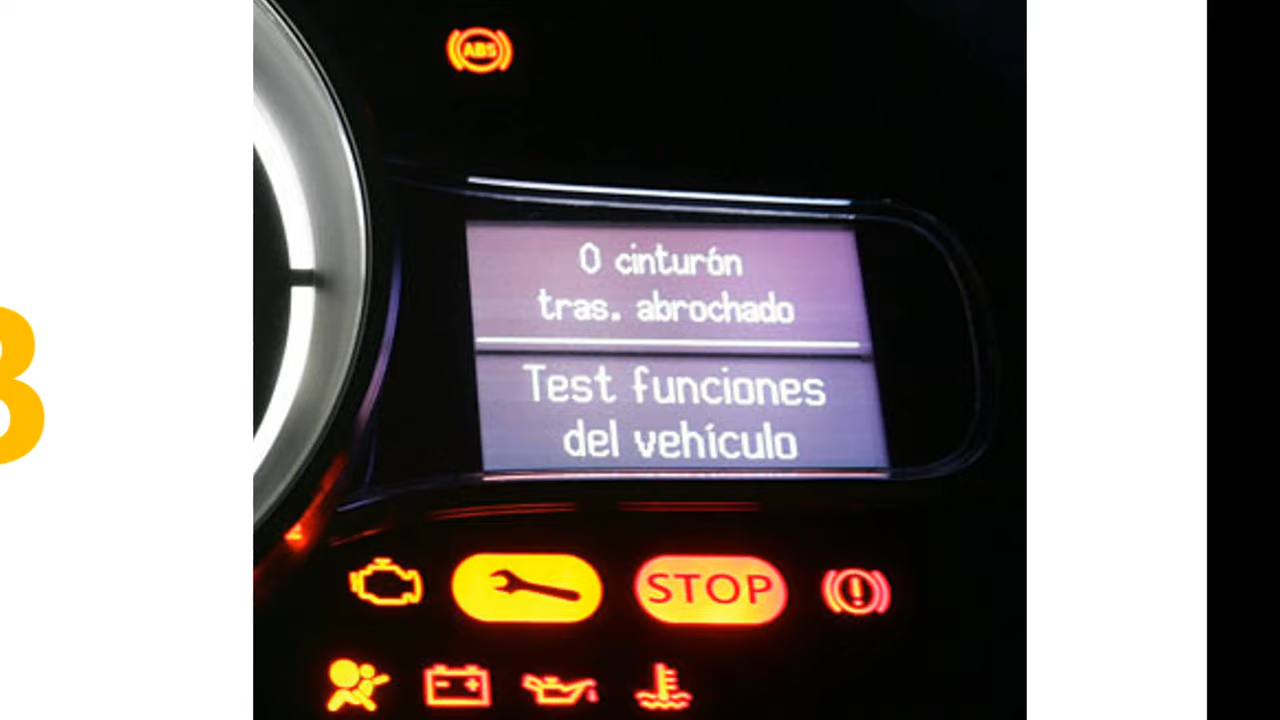 ABS
0 cinturón
tras. abrochado
Test funciones
del vehículo
STOP